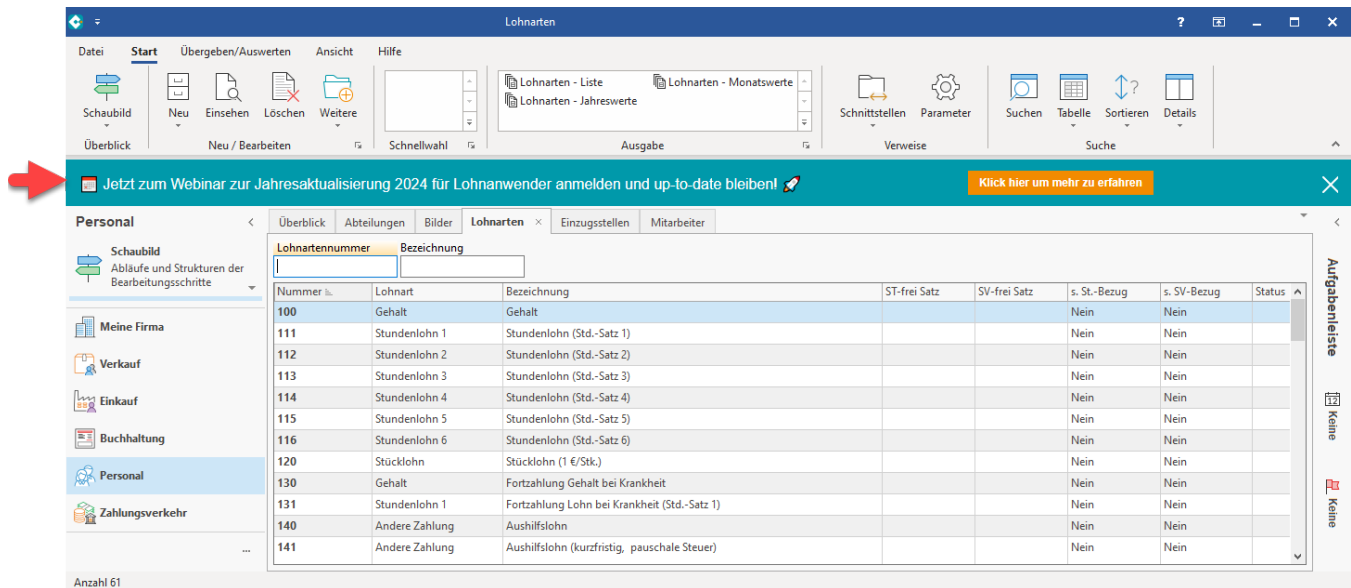 Lohnarten
?
Datei Start Übergeben/Auswerten Ansicht Hilfe
Lohnarten - Liste Lohnarten - Monatswerte
Lohnarten - Jahreswerte
Schaubild Neu Einsehen Löschen Weitere Schnittstellen Parameter Suchen Tabelle Sortieren Details
Überblick Neu / Bearbeiten Schnellwahl Ausgabe Verweise Suche
Jetzt zum Webinar zur Jahresaktualisierung 2024 für Lohnanwender anmelden und up-to-date bleiben! 🚀 Klick hier um mehr zu erfahren
Personal
Schaubild
Abläufe und Strukturen der
Bearbeitungsschritte
Meine Firma
Verkauf
Einkauf
Buchhaltung
Personal
Zahlungsverkehr
...
Überblick Abteilungen Bilder Lohnarten × Einzugsstellen Mitarbeiter
Lohnartennummer Bezeichnung
Nummer Lohnart Bezeichnung ST-frei Satz SV-frei Satz s. St.-Bezug s. SV-Bezug Status
100 Gehalt Gehalt Nein Nein
111 Stundenlohn 1 Stundenlohn (Std.-Satz 1) Nein Nein
112 Stundenlohn 2 Stundenlohn (Std.-Satz 2) Nein Nein
113 Stundenlohn 3 Stundenlohn (Std.-Satz 3) Nein Nein
114 Stundenlohn 4 Stundenlohn (Std.-Satz 4) Nein Nein
115 Stundenlohn 5 Stundenlohn (Std.-Satz 5) Nein Nein
116 Stundenlohn 6 Stundenlohn (Std.-Satz 6) Nein Nein
120 Stücklohn Stücklohn (1 €/Stk.) Nein Nein
130 Gehalt Fortzahlung Gehalt bei Krankheit Nein Nein
131 Stundenlohn 1 Fortzahlung Lohn bei Krankheit (Std.-Satz 1) Nein Nein
140 Andere Zahlung Aushilfslohn Nein Nein
141 Andere Zahlung Aushilfslohn (kurzfristig, pauschale Steuer) Nein Nein
Aufgabenleiste
12 Keine
Keine
Anzahl 61